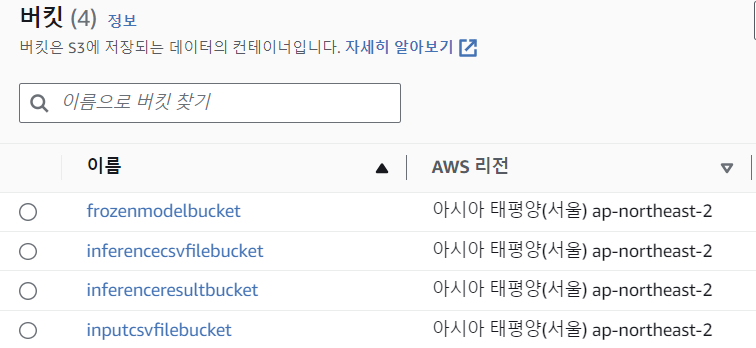 버킷 (4) 정보
버킷은 S3에 저장되는 데이터의 컨테이너입니다. 자세히 알아보기
이름으로 버킷 찾기
이름 AWS 리전
frozenmodelbucket 아시아 태평양(서울) ap-northeast-2
inferencecsvfilebucket 아시아 태평양(서울) ap-northeast-2
inferenceresultbucket 아시아 태평양(서울) ap-northeast-2
inputcsvfilebucket 아시아 태평양(서울) ap-northeast-2